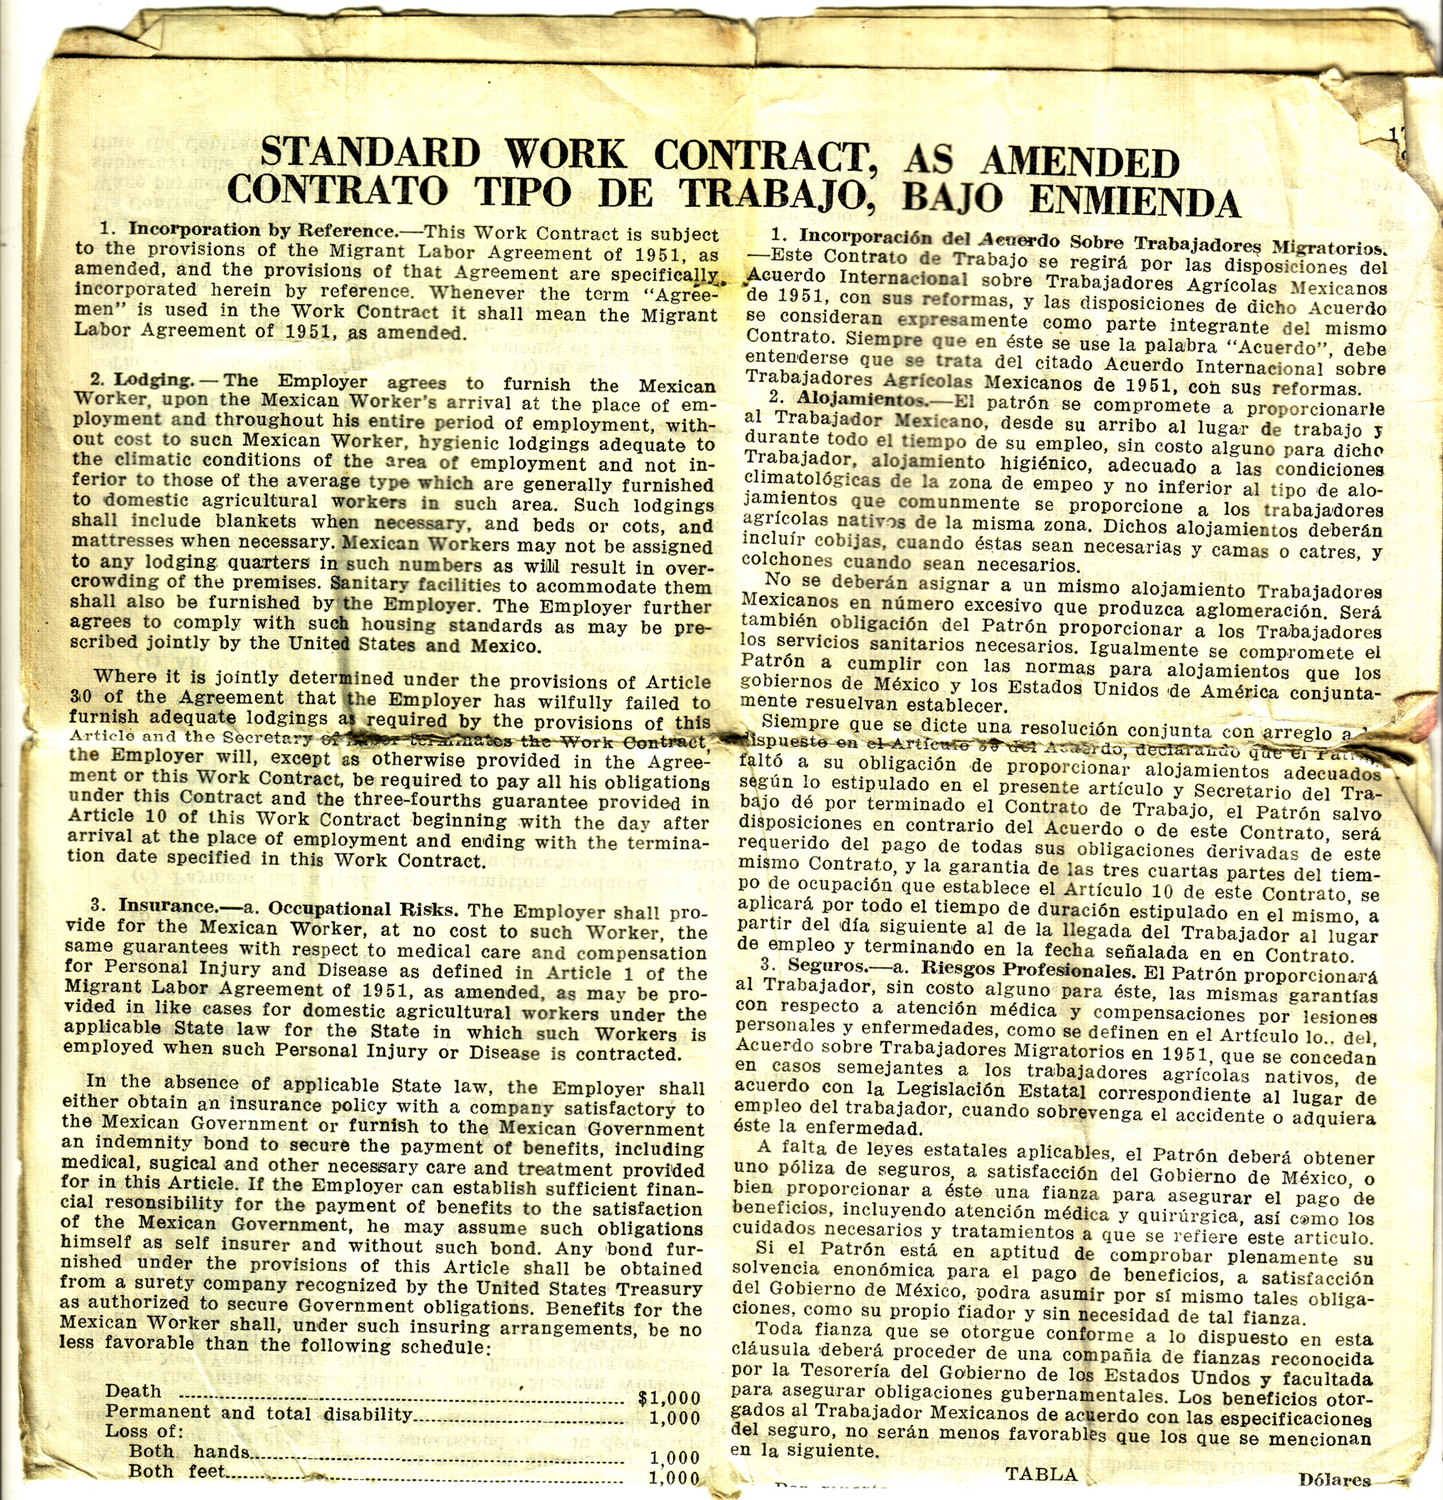 17
STANDARD WORK CONTRACT, AS AMENDED
CONTRATO TIPO DE TRABAJO, BAJO ENMIENDA
1. Incorporation by Reference.—This Work Contract is subject
to the provisions of the Migrant Labor Agreement of 1951, as
amended, and the provisions of that Agreement are specifically
incorporated herein by reference. Whenever the term “Agree-
men” is used in the Work Contract it shall mean the Migrant
Labor Agreement of 1951, as amended.
2. Lodging.—The Employer agrees to furnish the Mexican
Worker, upon the Mexican Worker's arrival at the place of em-
ployment and throughout his entire period of employment, with-
out cost to sucn Mexican Worker, hygienic lodgings adequate to
the climatic conditions of the area of employment and not in-
ferior to those of the average type which are generally furnished
to domestic agricultural workers in such area. Such lodgings
shall include blankets when necessary, and beds or cots, and
mattresses when necessary. Mexican Workers may not be assigned
to any lodging quarters in such numbers as will result in over-
crowding of the premises. Sanitary facilities to acommodate them
shall also be furnished by the Employer. The Employer further
agrees to comply with such housing standards as may be pre-
scribed jointly by the United States and Mexico.
Where it is jointly determined under the provisions of Article
30 of the Agreement that the Employer has wilfully failed to
furnish adequate lodgings as required by the provisions of this
Article and the Secretary of Labor terminates the Work Contract,
the Employer will, except as otherwise provided in the Agree-
ment or this Work Contract, be required to pay all his obligations
under this Contract and the three-fourths guarantee provided in
Article 10 of this Work Contract beginning with the day after
arrival at the place of employment and ending with the termina-
tion date specified in this Work Contract.
3. Insurance.—a. Occupational Risks. The Employer shall pro-
vide for the Mexican Worker, at no cost to such Worker, the
same guarantees with respect to medical care and compensation
for Personal Injury and Disease as defined in Article 1 of the
Migrant Labor Agreement of 1951, as amended, as may be pro-
vided in like cases for domestic agricultural workers under the
applicable State law for the State in which such Workers is
employed when such Personal Injury or Disease is contracted.
In the absence of applicable State law, the Employer shall
either obtain an insurance policy with a company satisfactory to
the Mexican Government or furnish to the Mexican Government
an indemnity bond to secure the payment of benefits, including
medical, sugical and other necessary care and treatment provided
for in this Article. If the Employer can establish sufficient finan-
cial resonsibility for the payment of benefits to the satisfaction
of the Mexican Government, he may assume such obligations
himself as self insurer and without such bond. Any bond fur-
nished under the provisions of this Article shall be obtained
from a surety company recognized by the United States Treasury
as authorized to secure Government obligations. Benefits for the
Mexican Worker shall, under such insuring arrangements, be no
less favorable than the following schedule:
Death ........ $1,000
Permanent and total disability........ 1,000
Loss of:
Both hands........ 1,000
Both feet........ 1,000
1. Incorporación del Acuerdo Sobre Trabajadores Migratorios.
—Este Contrato de Trabajo se regirá por las disposiciones del
Acuerdo Internacional sobre Trabajadores Agrícolas Mexicanos
de 1951, con sus reformas, y las disposiciones de dicho Acuerdo
se consideran expresamente como parte integrante del mismo
Contrato. Siempre que en éste se use la palabra “Acuerdo”, debe
entenderse que se trata del citado Acuerdo Internacional sobre
Trabajadores Agrícolas Mexicanos de 1951, con sus reformas.
2. Alojamientos.—El patrón se compromete a proporcionarle
al Trabajador Mexicano, desde su arribo al lugar de trabajo y
durante todo el tiempo de su empleo, sin costo alguno para dicho
Trabajador, alojamiento higiénico, adecuado a las condiciones
climatológicas de la zona de empeo y no inferior al tipo de alo-
jamientos que comunmente se proporcione a los trabajadores
agrícolas nativos de la misma zona. Dichos alojamientos deberán
incluír cobijas, cuando éstas sean necesarias y camas o catres, y
colchones cuando sean necesarios.
No se deberán asignar a un mismo alojamiento Trabajadores
Mexicanos en número excesivo que produzca aglomeración. Será
también obligación del Patrón proporcionar a los Trabajadores
los servicios sanitarios necesarios. Igualmente se compromete el
Patrón a cumplir con las normas para alojamientos que los
gobiernos de México y los Estados Unidos de América conjunta-
mente resuelvan establecer.
Siempre que se dicte una resolución conjunta con arreglo a
dispuesto en el Artículo 30 del Acuerdo, declarando que el Patrón
faltó a su obligación de proporcionar alojamientos adecuados
según lo estipulado en el presente artículo y Secretario del Tra-
bajo dé por terminado el Contrato de Trabajo, el Patrón salvo
disposiciones en contrario del Acuerdo o de este Contrato, será
requerido del pago de todas sus obligaciones derivadas de este
mismo Contrato, y la garantia de las tres cuartas partes del tiem-
po de ocupación que establece el Artículo 10 de este Contrato, se
aplicará por todo el tiempo de duración estipulado en el mismo, a
partir del día siguiente al de la llegada del Trabajador al lugar
de empleo y terminando en la fecha señalada en en Contrato.
3. Seguros.—a. Riesgos Profesionales. El Patrón proporcionará
al Trabajador, sin costo alguno para éste, las mismas garantías
con respecto a atención médica y compensaciones por lesiones
personales y enfermedades, como se definen en el Artículo lo., del,
Acuerdo sobre Trabajadores Migratorios en 1951, que se concedan
en casos semejantes a los trabajadores agrícolas nativos, de
acuerdo con la Legislación Estatal correspondiente al lugar de
empleo del trabajador, cuando sobrevenga el accidente o adquiera
éste la enfermedad.
A falta de leyes estatales aplicables, el Patrón deberá obtener
uno póliza de seguros, a satisfacción del Gobierno de México, o
bien proporcionar a éste una fianza para asegurar el pago de
beneficios, incluyendo atención médica y quirúrgica, así como los
cuidados necesarios y tratamientos a que se refiere este articulo.
Si el Patrón está en aptitud de comprobar plenamente su
solvencia enonómica para el pago de beneficios, a satisfacción
del Gobierno de México, podra asumir por sí mismo tales obliga-
ciones, como su propio fiador y sin necesidad de tal fianza.
Toda fianza que se otorgue conforme a lo dispuesto en esta
cláusula deberá proceder de una compañia de fianzas reconocida
por la Tesorería del Gobierno de los Estados Undos y facultada
para asegurar obligaciones gubernamentales. Los beneficios otor-
gados al Trabajador Mexicanos de acuerdo con las especificaciones
del seguro, no serán menos favorables que los que se mencionan
en la siguiente.
TABLA
Dólares